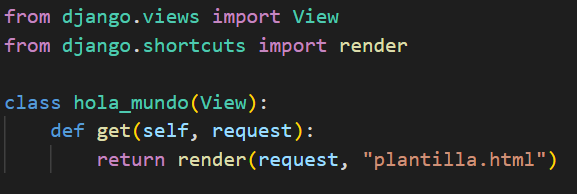 from django.views import View
from django.shortcuts import render
class hola_mundo(View):
    def get(self, request):
        return render(request, "plantilla.html")